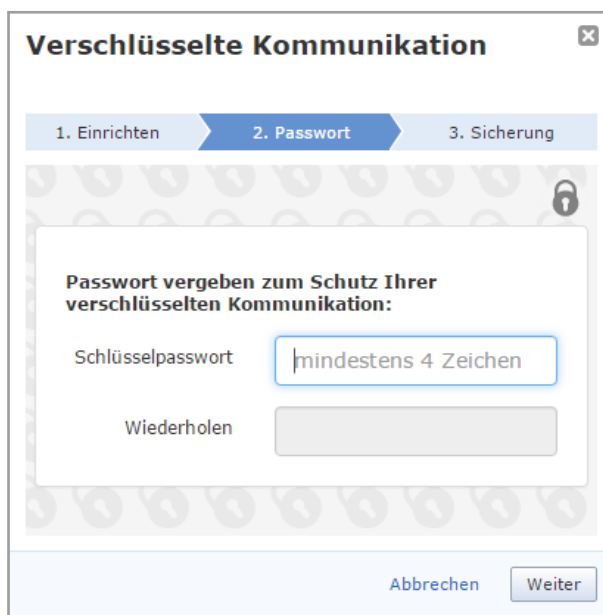 Verschlüsselte Kommunikation
1. Einrichten
2. Passwort
3. Sicherung
Passwort vergeben zum Schutz Ihrer
verschlüsselten Kommunikation:
Schlüsselpasswort
mindestens 4 Zeichen
Wiederholen
Abbrechen
Weiter